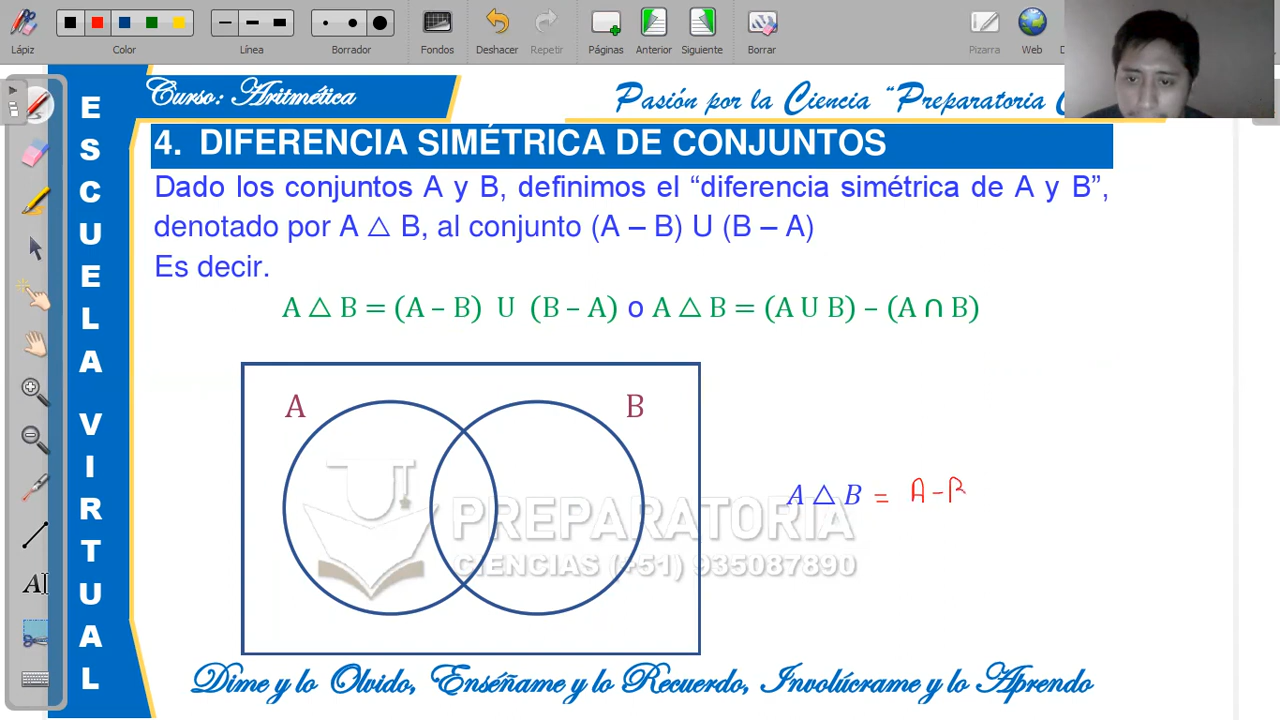 Lápiz
Color
Línea
Borrador
Fondos
Deshacer
Repetir
Páginas
Anterior
Siguiente
Borrar
Pizarra
Web
ESCUELA VIRTUAL
Curso: Aritmética
Pasión por la Ciencia “Preparatoria C
4. DIFERENCIA SIMÉTRICA DE CONJUNTOS
Dado los conjuntos A y B, definimos el “diferencia simétrica de A y B”,
denotado por A △ B, al conjunto (A – B) U (B – A)
Es decir.
A △ B = (A – B) U (B – A) o A △ B = (A U B) – (A ∩ B)
A
B
A △ B = A - B
PREPARATORIA
CIENCIAS (+51) 935087890
Dime y lo Olvido, Enséñame y lo Recuerdo, Involúcrame y lo Aprendo